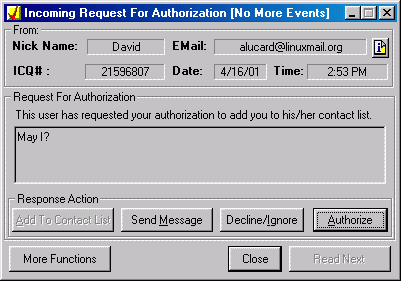 Incoming Request For Authorization [No More Events]
From:
Nick Name: David EMail: alucard@linuxmail.org
ICQ# : 21596807 Date: 4/16/01 Time: 2:53 PM
Request For Authorization
This user has requested your authorization to add you to his/her contact list.
May I?
Response Action
Add To Contact List Send Message Decline/Ignore Authorize
More Functions Close Read Next